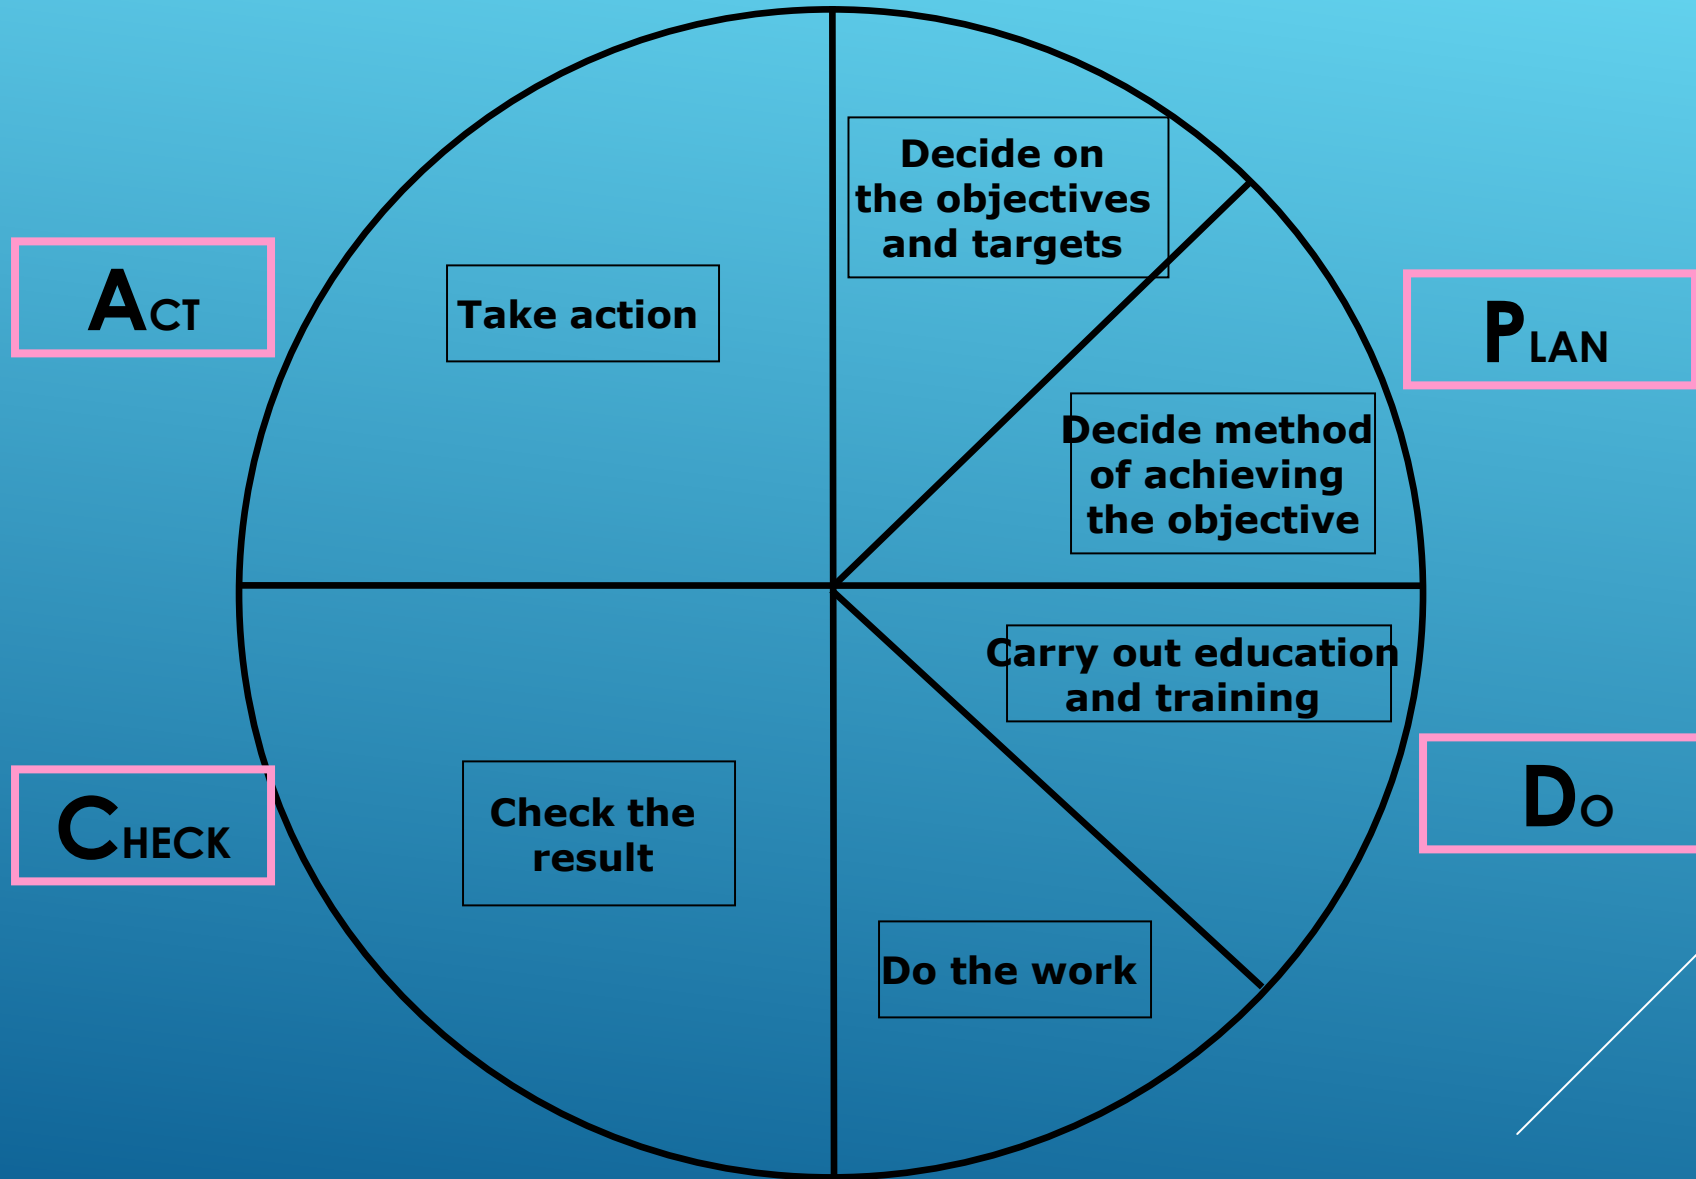 Decide on
the objectives
and targets
Take action
ACT
PLAN
Decide method
of achieving
the objective
Carry out education
and training
DO
CHECK
Check the
result
Do the work